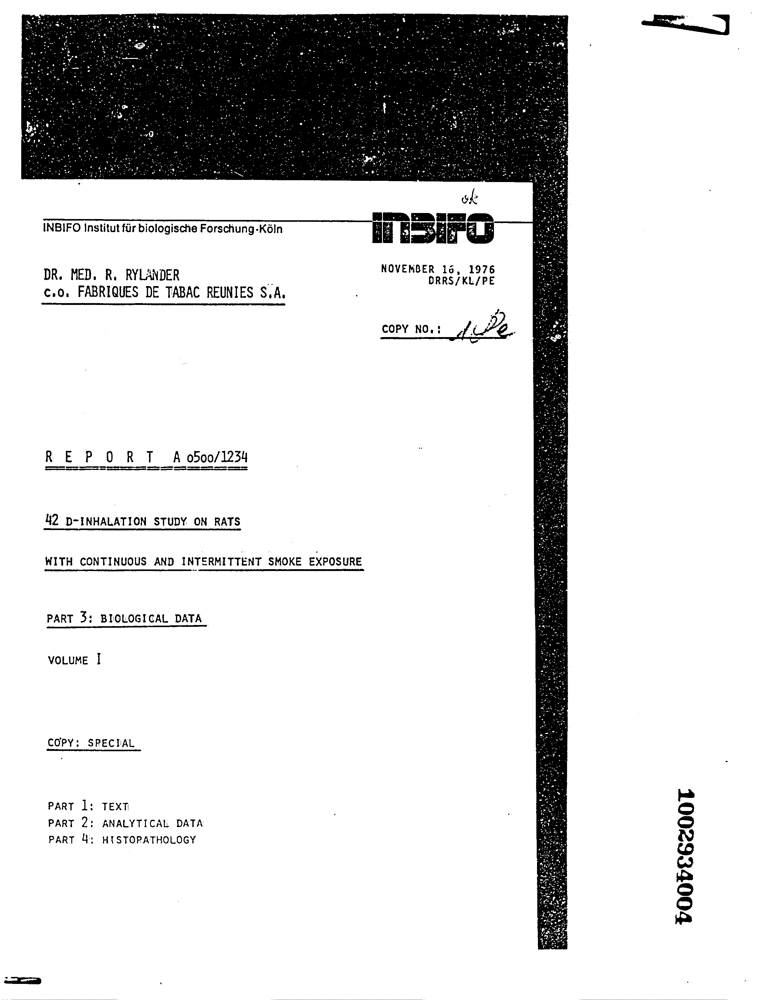 ok
INBIFO Institut für biologische Forschung·Köln
INBIFO
DR. MED. R. RYLANDER
c.o. FABRIQUES DE TABAC REUNIES S.A.
NOVEMBER 16, 1976
DRRS/KL/PE
COPY NO.:
R E P O R T A o5oo/1234
42 D-INHALATION STUDY ON RATS
WITH CONTINUOUS AND INTERMITTENT SMOKE EXPOSURE
PART 3: BIOLOGICAL DATA
VOLUME I
COPY: SPECIAL
PART 1: TEXT
PART 2: ANALYTICAL DATA
PART 4: HISTOPATHOLOGY
1002934004